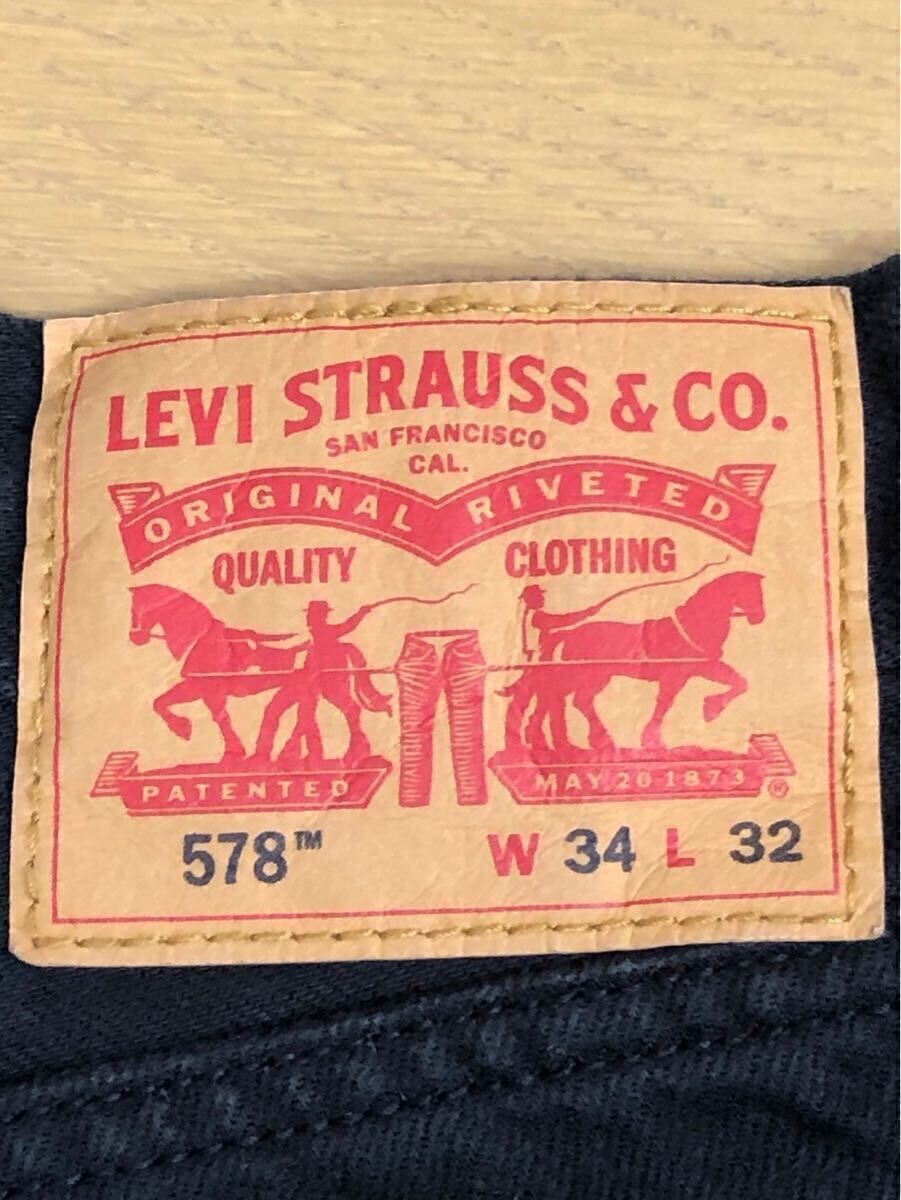 LEVI STRAUSS & CO.
SAN FRANCISCO
CAL.
ORIGINAL RIVETED
QUALITY CLOTHING
PATENTED MAY 20 1873 ®
578™ W 34 L 32